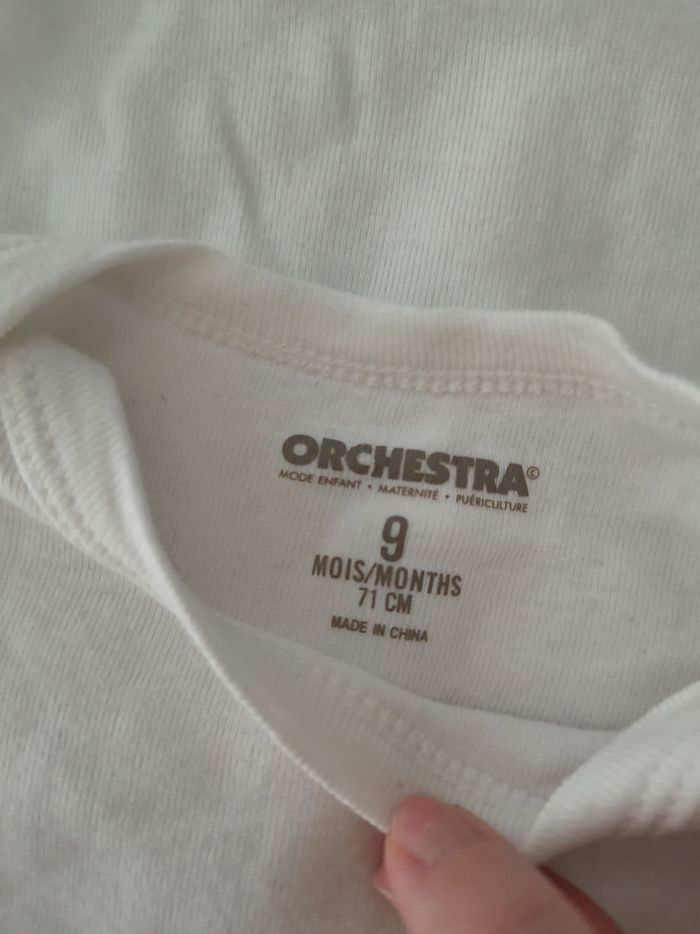 ORCHESTRA©
MODE ENFANT • MATERNITÉ • PUÉRICULTURE
9
MOIS/MONTHS
71 CM
MADE IN CHINA